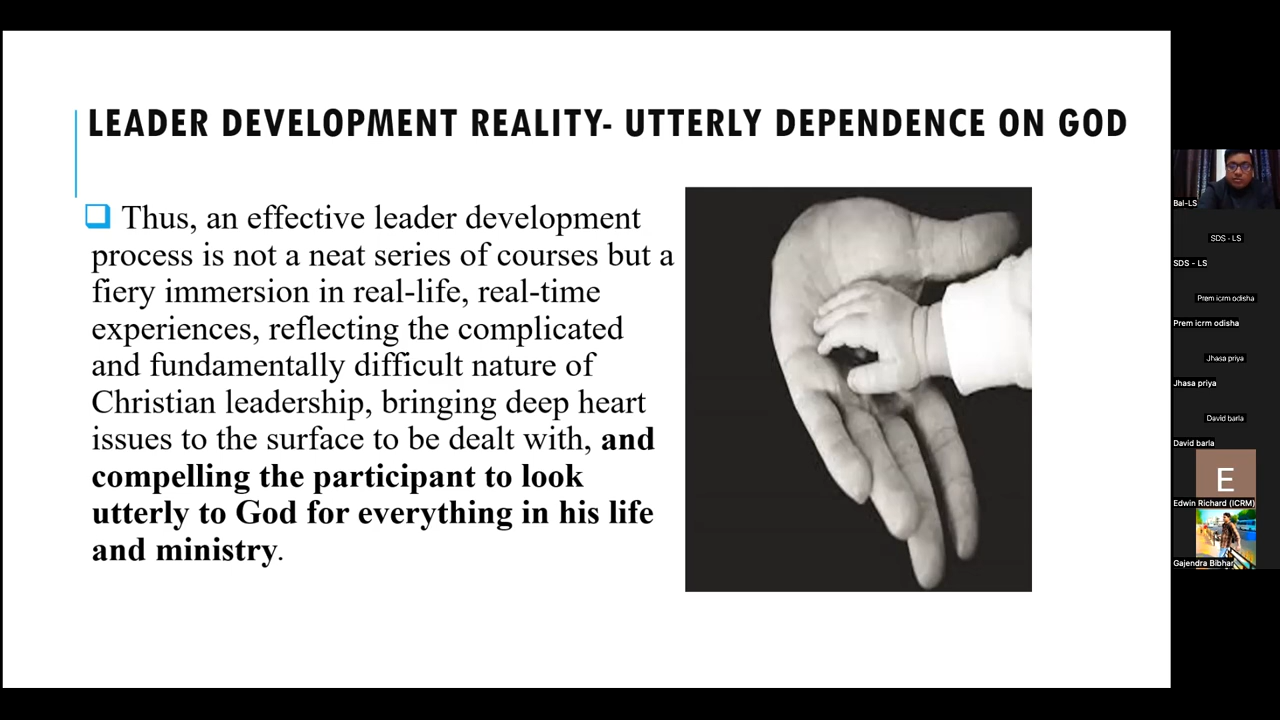 LEADER DEVELOPMENT REALITY- UTTERLY DEPENDENCE ON GOD
Thus, an effective leader development
process is not a neat series of courses but a
fiery immersion in real-life, real-time
experiences, reflecting the complicated
and fundamentally difficult nature of
Christian leadership, bringing deep heart
issues to the surface to be dealt with, and
compelling the participant to look
utterly to God for everything in his life
and ministry.
Bal-LS
SDS - LS
SDS - LS
Prem icrm odisha
Prem icrm odisha
Jhasa priya
Jhasa priya
David barla
David barla
E
Edwin Richard (ICRM)
Gajendra Bibhar